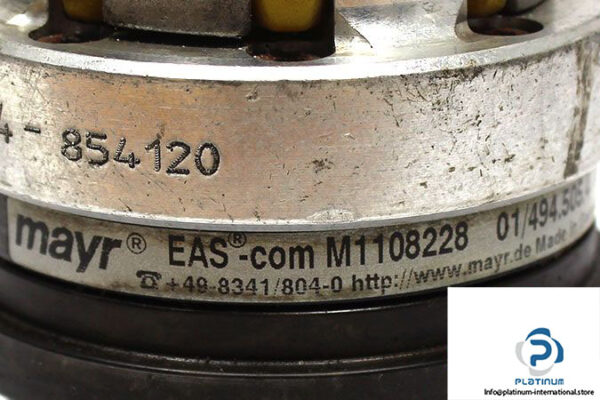 4 - 854120
mayr® EAS®-com M1108228 01/494.505.
☎ +49-8341/804-0 http://www.mayr.de Made
PLATINUM
Info@platinum-international.store